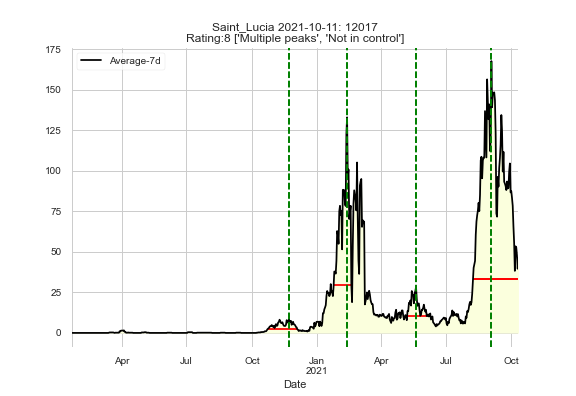 Saint_Lucia 2021-10-11: 12017
Rating:8 ['Multiple peaks', 'Not in control']
Average-7d
175
150
125
100
75
50
25
0
Apr Jul Oct Jan Apr Jul Oct
2021
Date